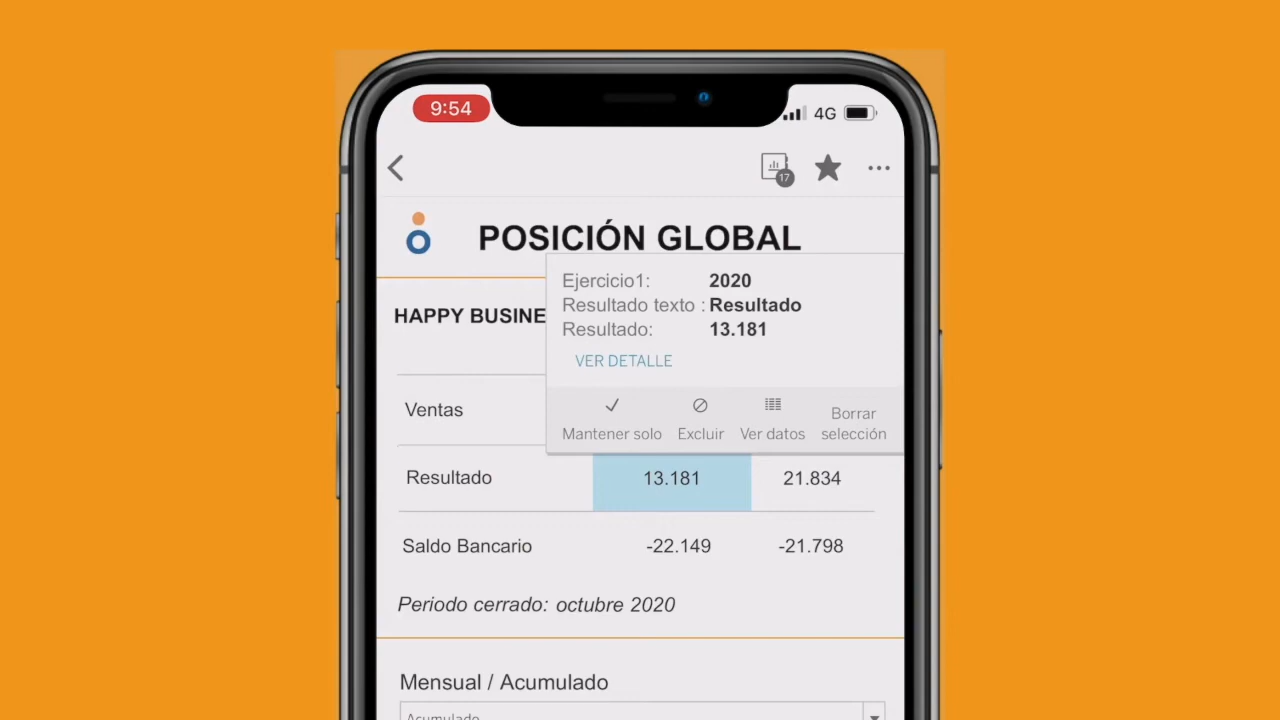 9:54
4G
17
POSICIÓN GLOBAL
Ejercicio1: 2020
HAPPY BUSINE
Resultado texto : Resultado
Resultado: 13.181
VER DETALLE
Ventas
Mantener solo Excluir Ver datos Borrar selección
Resultado 13.181 21.834
Saldo Bancario -22.149 -21.798
Periodo cerrado: octubre 2020
Mensual / Acumulado
Acumulado